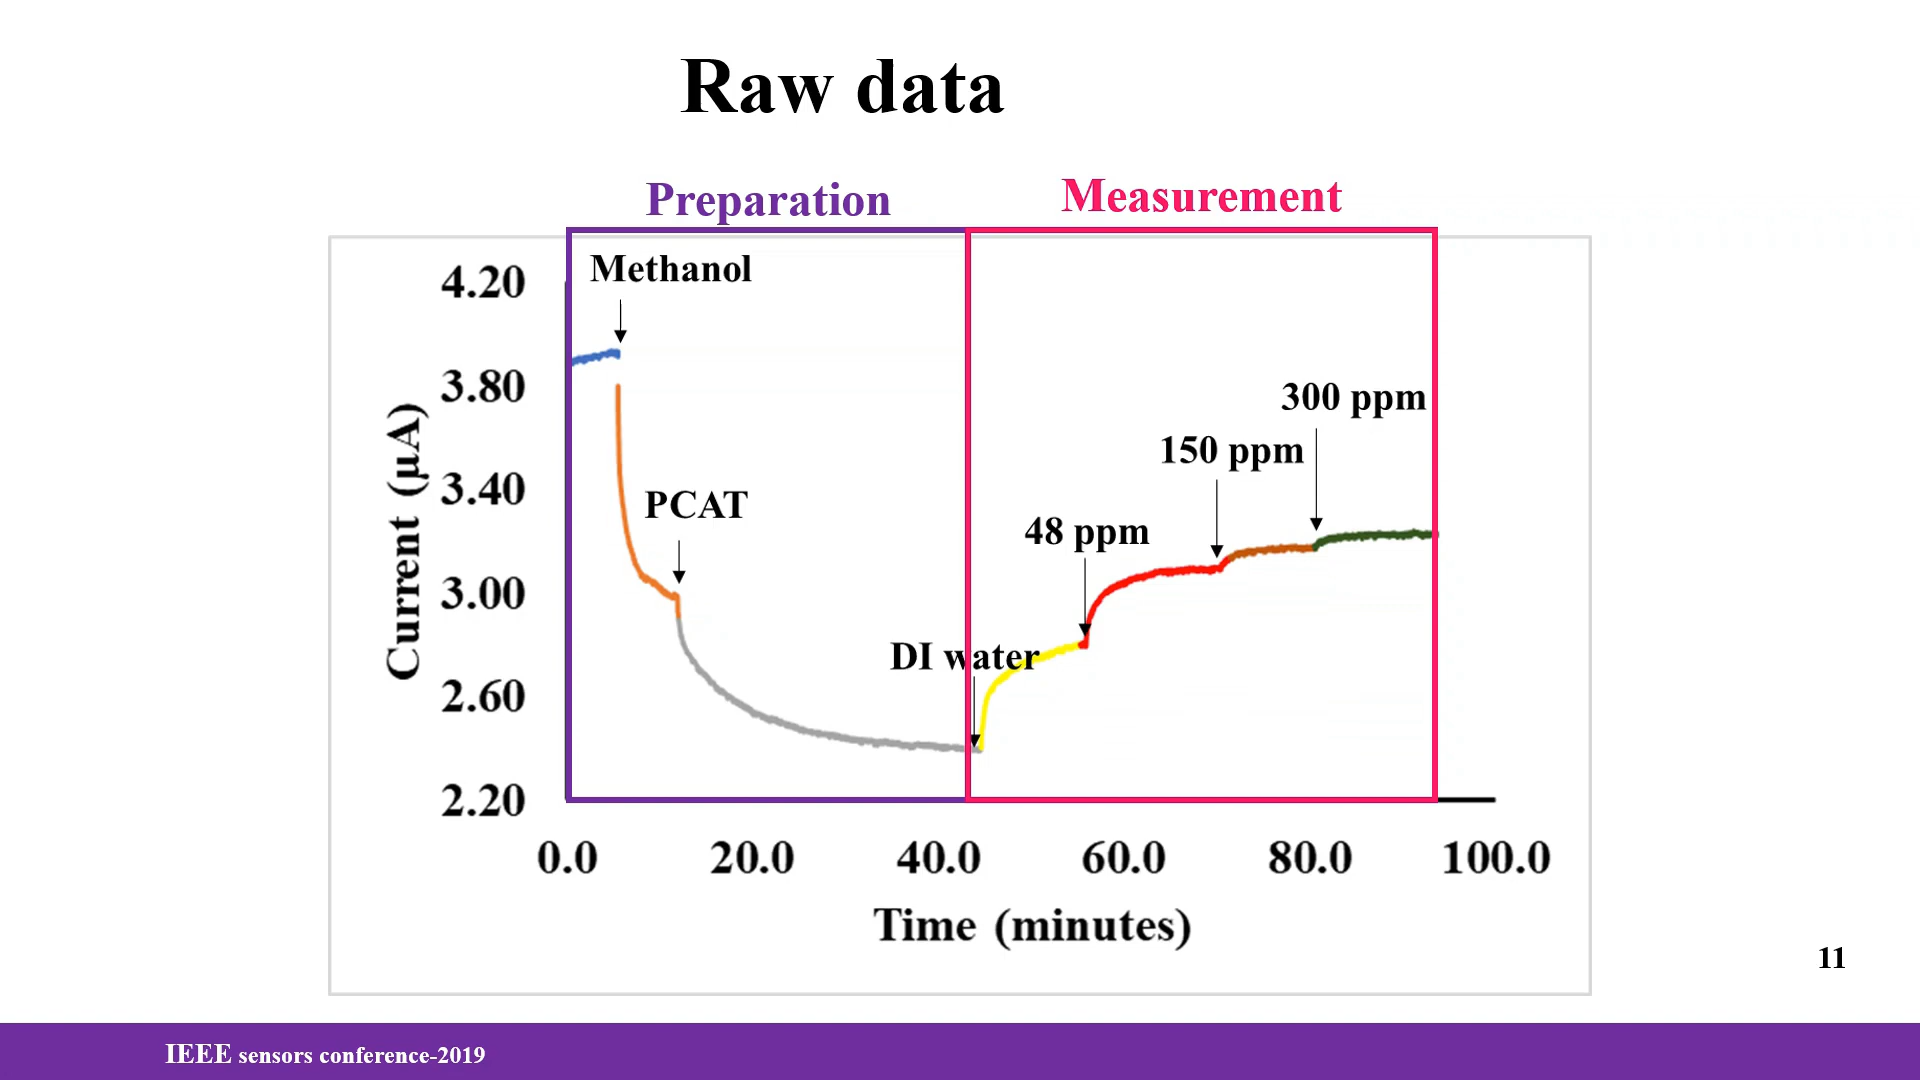 Raw data
Preparation
Measurement
Methanol
4.20
3.80
300 ppm
150 ppm
3.40
PCAT
48 ppm
3.00
DI water
2.60
2.20
Current (µA)
0.0 20.0 40.0 60.0 80.0 100.0
Time (minutes)
11
IEEE sensors conference-2019